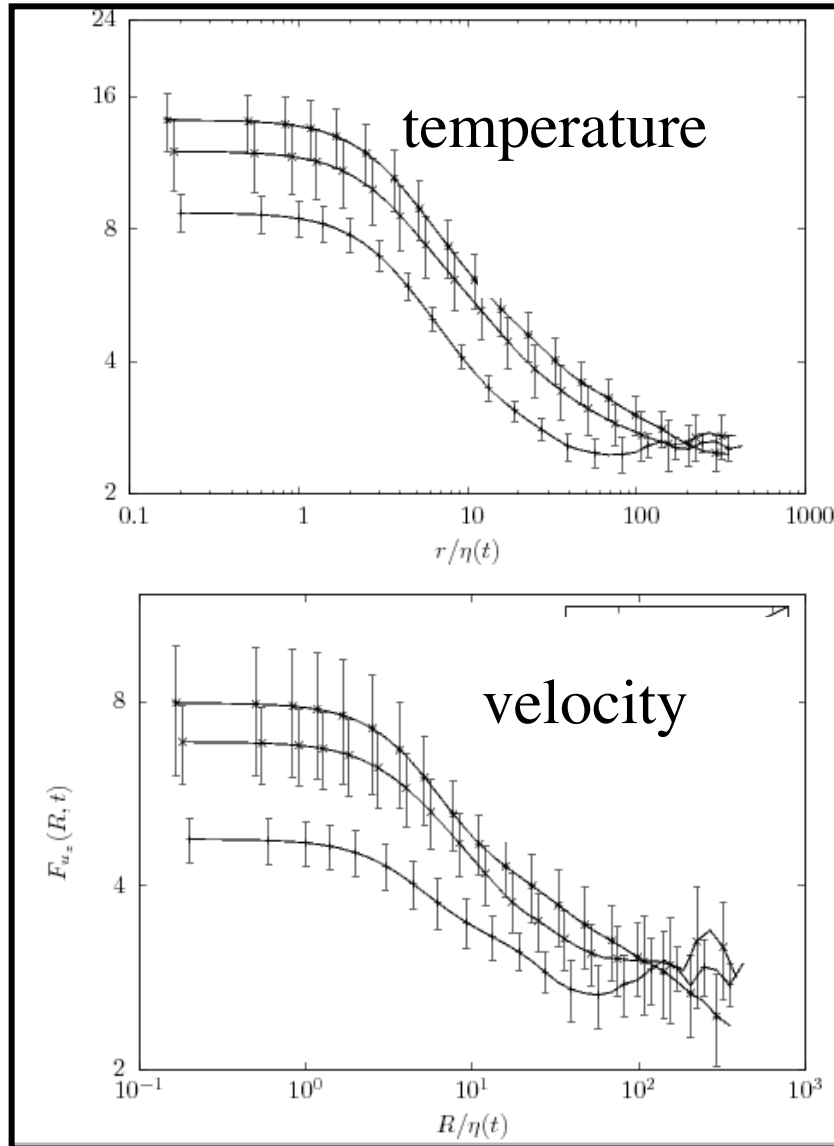 24
16
temperature
8
4
2
0.1 1 10 100 1000
r/η(t)
velocity
8
F_{u_z}(R, t)
4
2
10^{-1} 10^0 10^1 10^2 10^3
R/η(t)